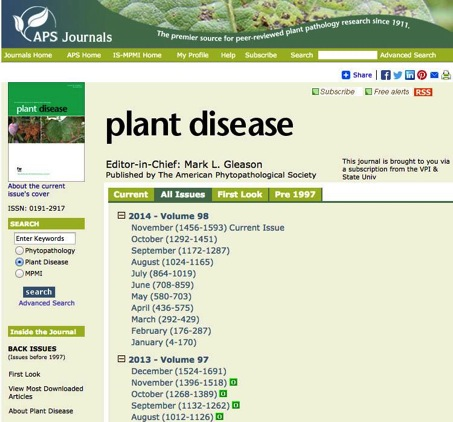 APS Journals
The premier source for peer-reviewed plant pathology research since 1911.
Journals Home APS Home IS-MPMI Home My Profile Help Subscribe Search Advanced Search
Share
Subscribe Free alerts RSS
plant disease
plant disease
About the current
issue's cover
ISSN: 0191-2917
Editor-in-Chief: Mark L. Gleason
Published by The American Phytopathological Society
This journal is brought to you via
a subscription from the VPI &
State Univ
Current All Issues First Look Pre 1997
SEARCH
Enter Keywords
Phytopathology
Plant Disease
MPMI
search
Advanced Search
Inside the Journal
BACK ISSUES
(Issues before 1997)
First Look
View Most Downloaded
Articles
About Plant Disease
2014 - Volume 98
November (1456-1593) Current Issue
October (1292-1451)
September (1172-1287)
August (1024-1165)
July (864-1019)
June (708-859)
May (580-703)
April (436-575)
March (292-429)
February (176-287)
January (4-170)
2013 - Volume 97
December (1524-1691)
November (1396-1518)
October (1268-1389)
September (1132-1262)
August (1012-1126)